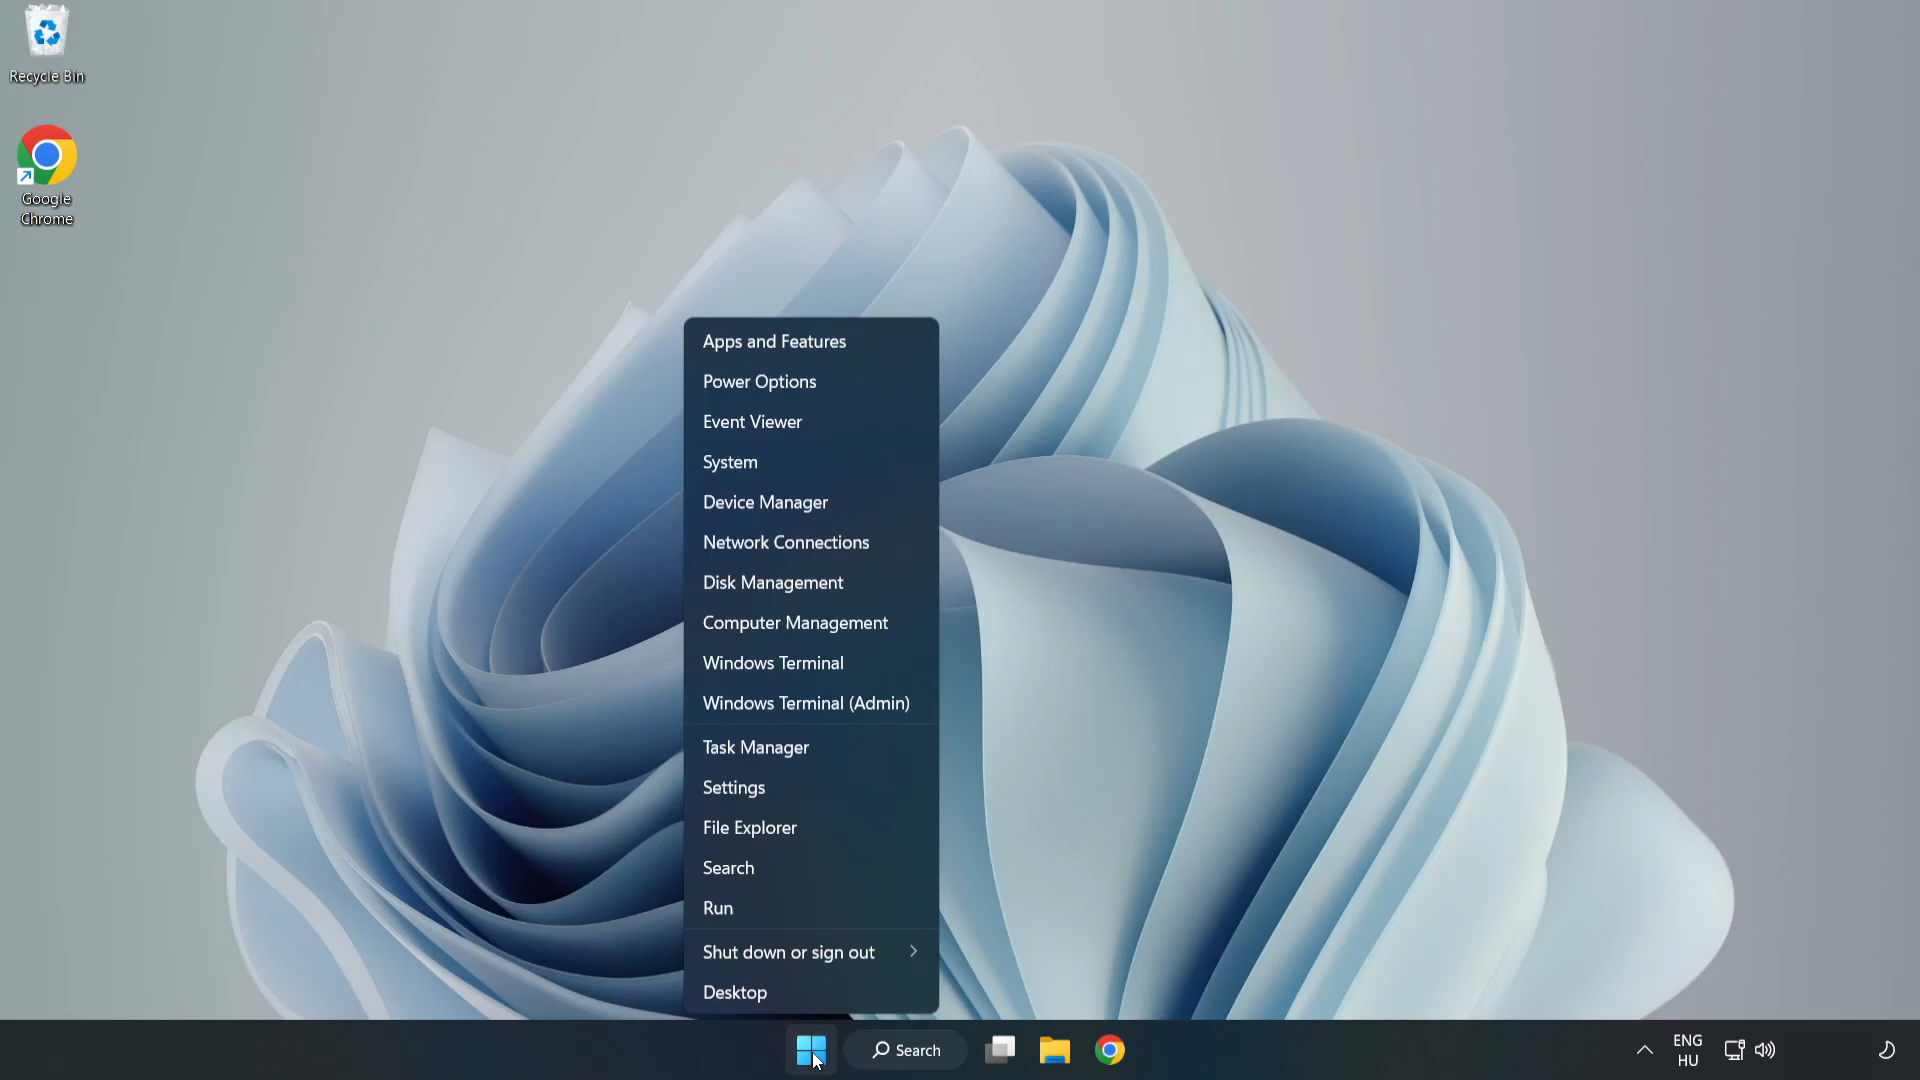 Recycle Bin
Google
Chrome
Apps and Features
Power Options
Event Viewer
System
Device Manager
Network Connections
Disk Management
Computer Management
Windows Terminal
Windows Terminal (Admin)
Task Manager
Settings
File Explorer
Search
Run
Shut down or sign out
Desktop
Search
ENG
HU